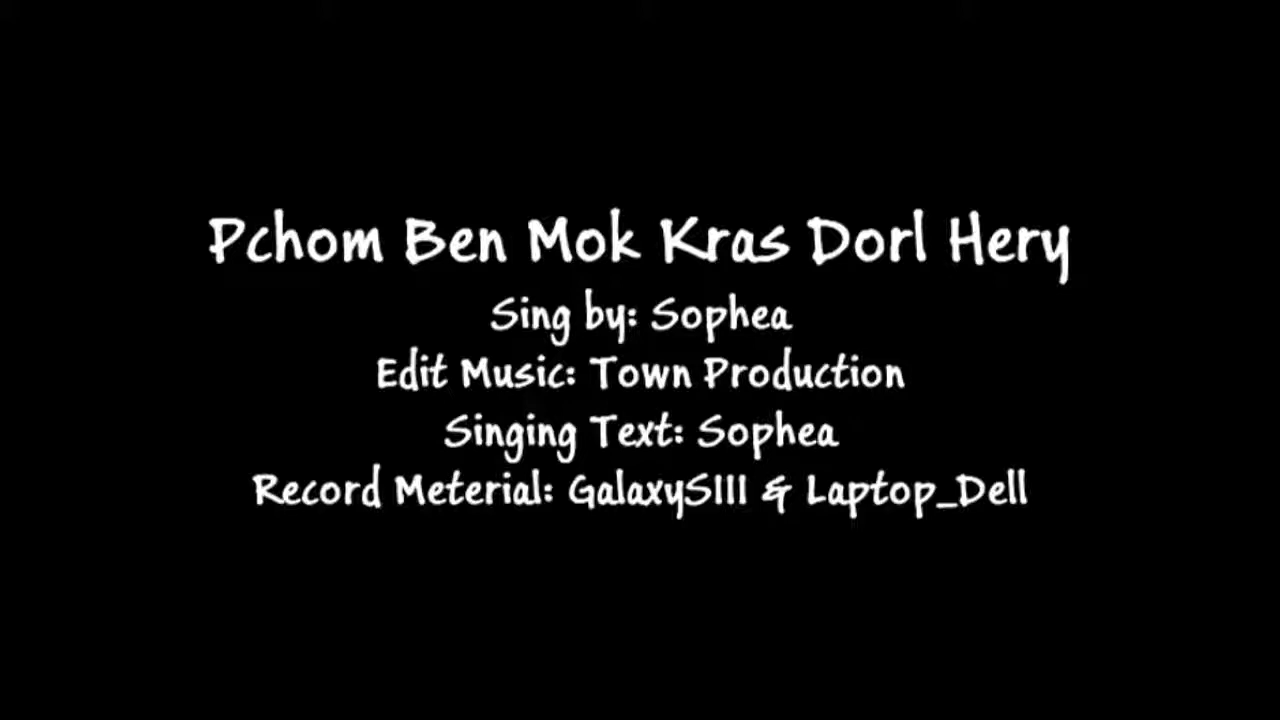 Pchom Ben Mok Kras Dorl Hery
Sing by: Sophea
Edit Music: Town Production
Singing Text: Sophea
Record Meterial: GalaxySIII & Laptop_Dell